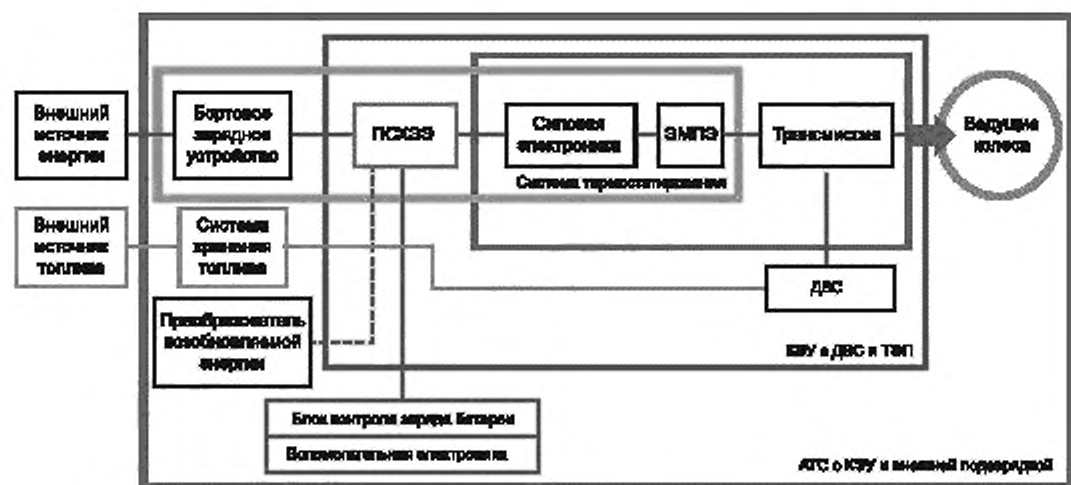 Внешний
источник
энергии
Бортовое
зарядное
устройство
ПСХЭЭ
Силовая
электроника
ЭМПЭ
Трансмиссия
Ведущие
колеса
Система термостатирования
Внешний
источник
топлива
Система
хранения
топлива
ДВС
Преобразователь
возобновляемой
энергии
КЭУ с ДВС и ТЭП
Блок контроля заряда батареи
Вспомогательная электроника
АТС с КЭУ и внешней подзарядкой